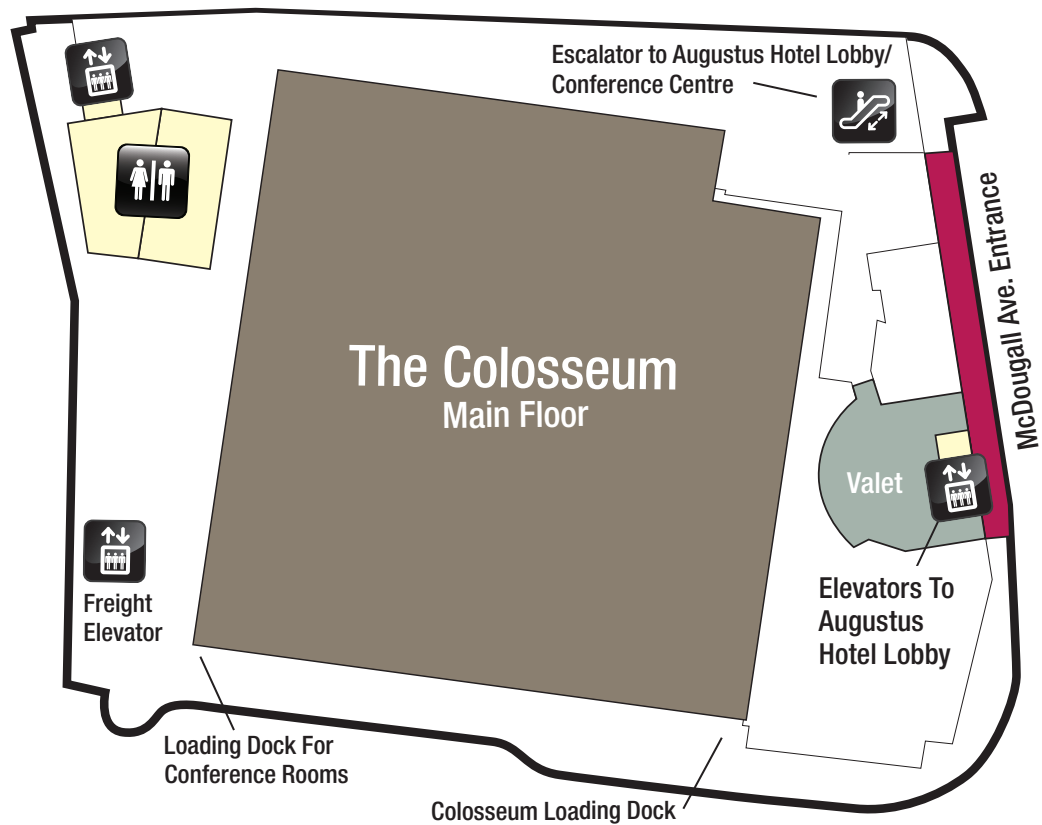 Escalator to Augustus Hotel Lobby/
Conference Centre
McDougall Ave. Entrance
The Colosseum
Main Floor
Valet
Freight
Elevator
Elevators To
Augustus
Hotel Lobby
Loading Dock For
Conference Rooms
Colosseum Loading Dock